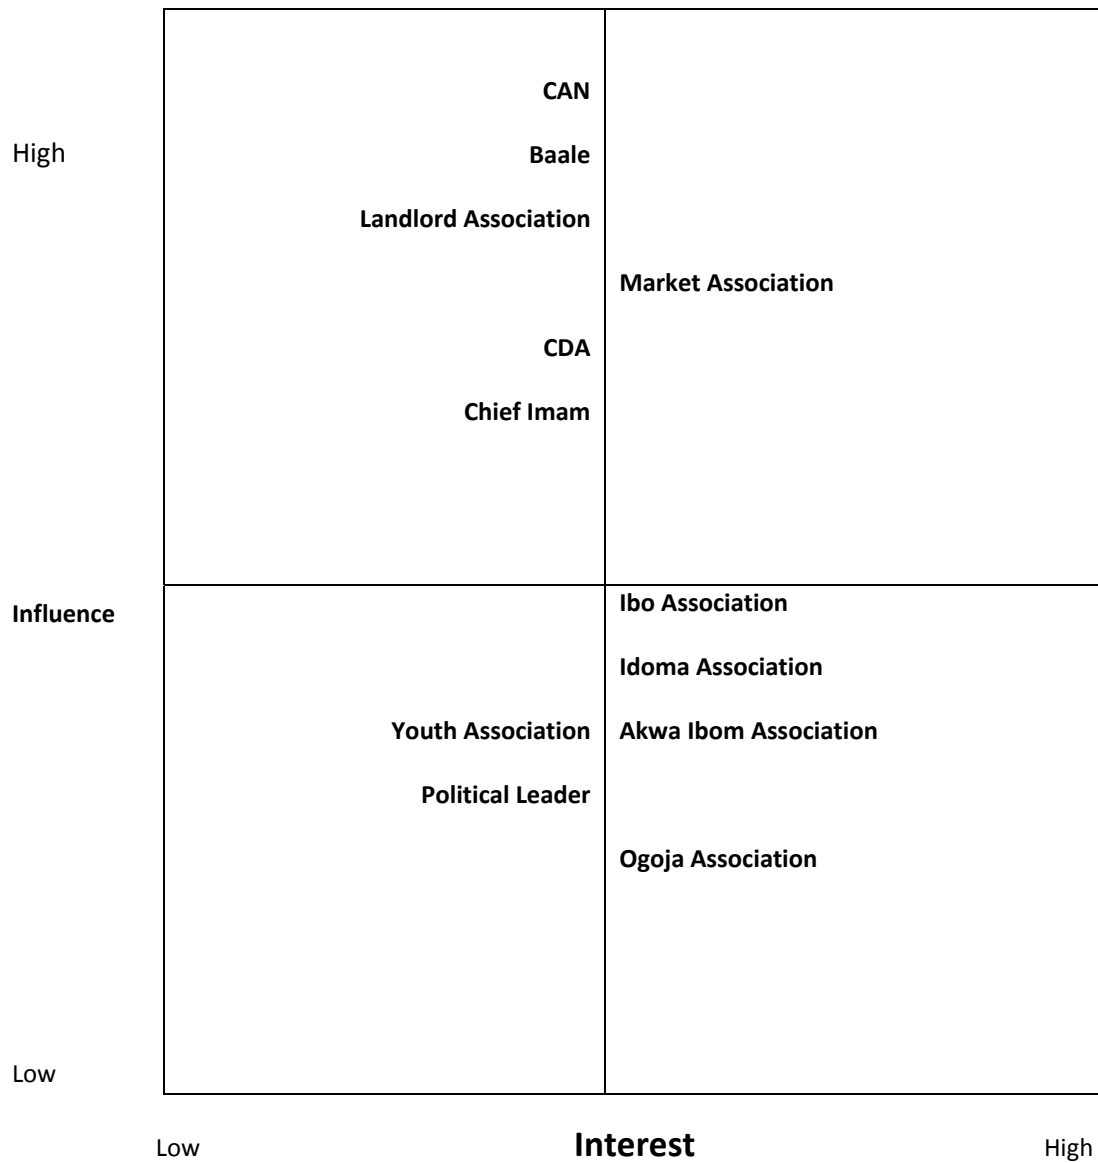 CAN
High
Baale
Landlord Association
Market Association
CDA
Chief Imam
Influence
Ibo Association
Idoma Association
Youth Association
Akwa Ibom Association
Political Leader
Ogoja Association
Low
Low
Interest
High